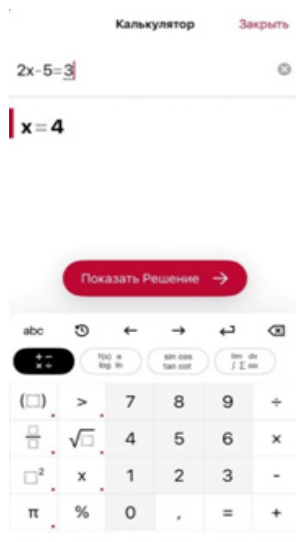 Калькулятор Закрыть
2x-5=3
x=4
Показать Решение →
abc ← → ↵
+ − × ÷ f(x) e log ln sin cos tan cot lim dx ∫ ∑ ∞
(□) > 7 8 9 ÷
□/□ √□ 4 5 6 ×
□² x 1 2 3 -
π % 0 , = +